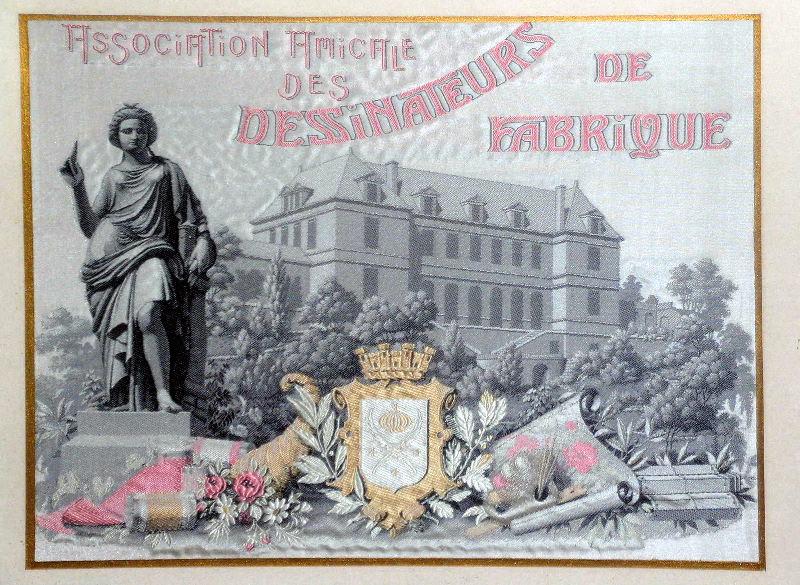 Association Amicale
des
Dessinateurs
de
Fabrique